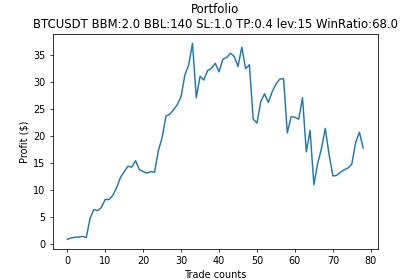 Portfolio
BTCUSDT BBM:2.0 BBL:140 SL:1.0 TP:0.4 lev:15 WinRatio:68.0
35
30
25
20
15
10
5
0
Profit ($)
0 10 20 30 40 50 60 70 80
Trade counts